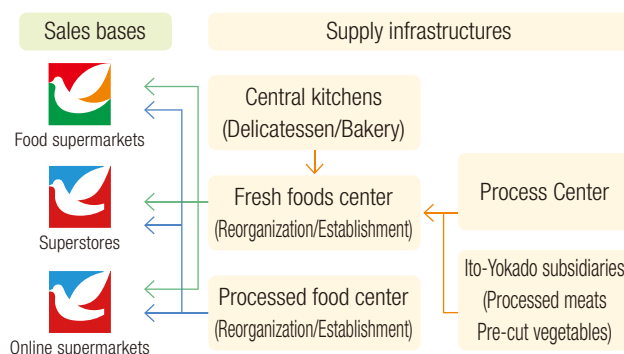 Sales bases
Supply infrastructures
Food supermarkets
Superstores
Online supermarkets
Central kitchens
(Delicatessen/Bakery)
Fresh foods center
(Reorganization/Establishment)
Processed food center
(Reorganization/Establishment)
Process Center
Ito-Yokado subsidiaries
(Processed meats
Pre-cut vegetables)